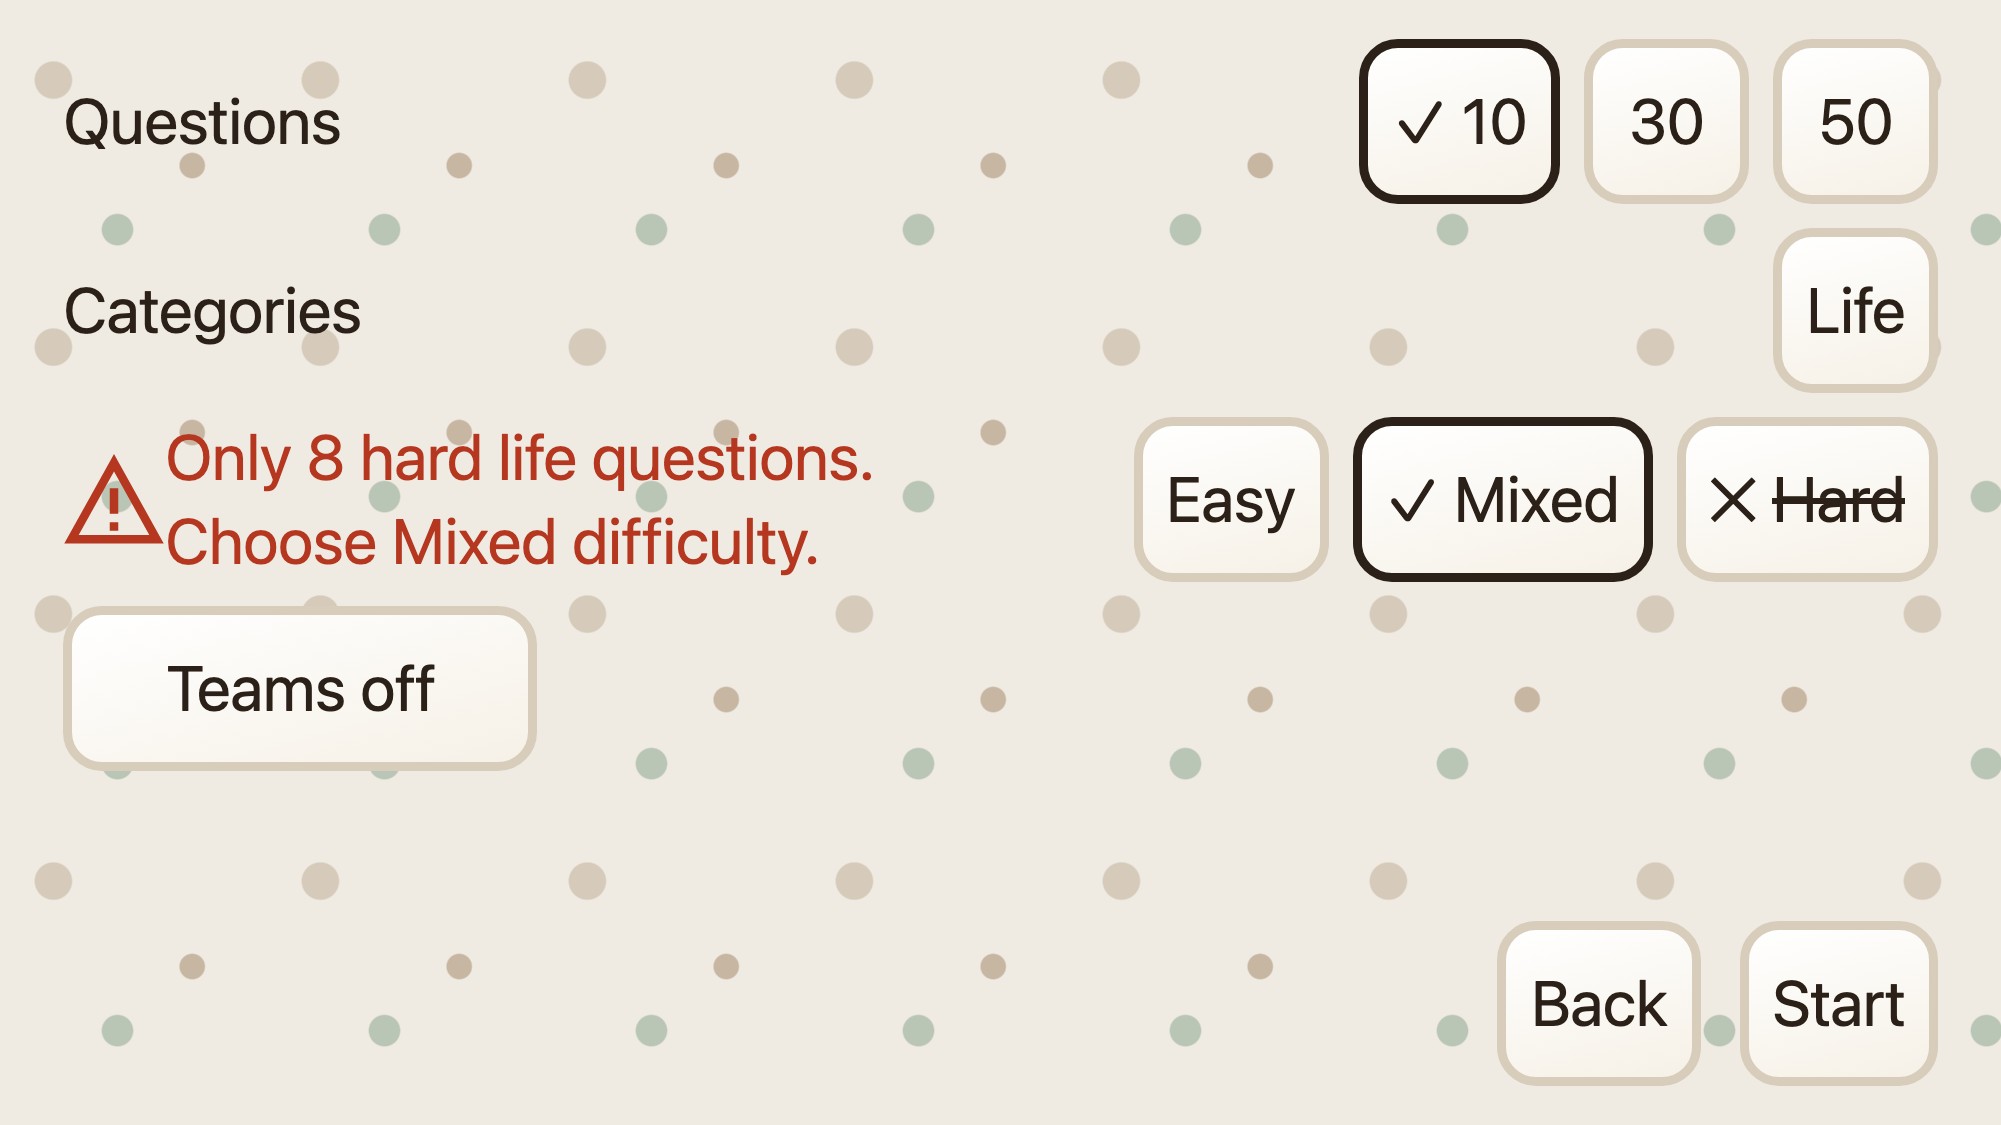 Questions
✓ 10
30
50
Categories
Life
Only 8 hard life questions.
Choose Mixed difficulty.
Easy
✓ Mixed
✕ Hard
Teams off
Back
Start